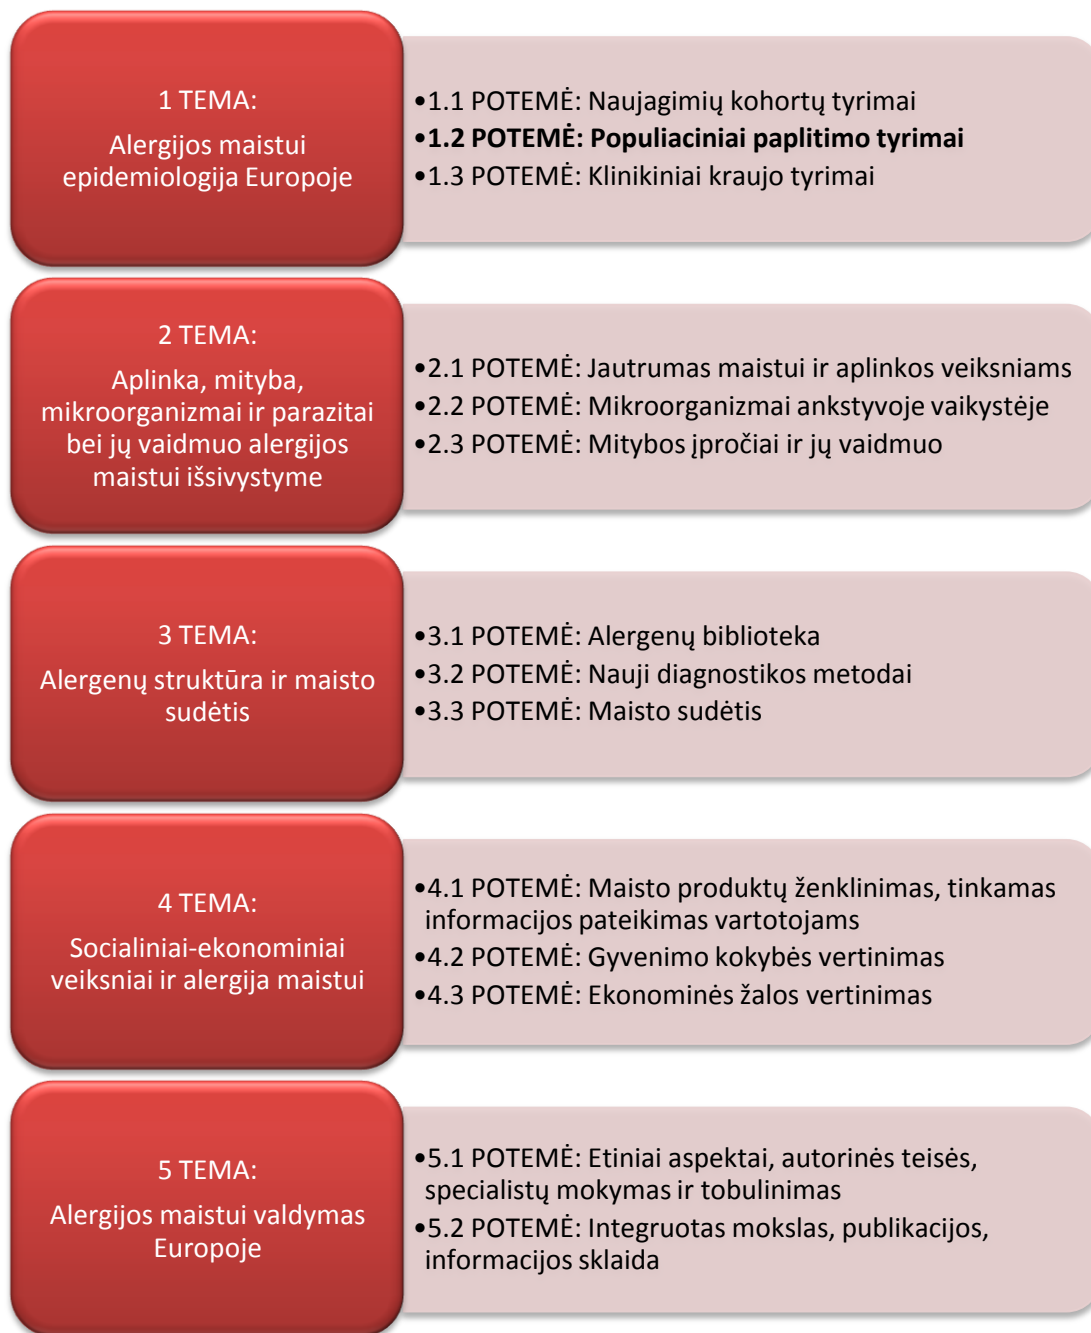 1 TEMA:
Alergijos maistui
epidemiologija Europoje
•1.1 POTEMĖ: Naujagimių kohortų tyrimai
•1.2 POTEMĖ: Populiaciniai paplitimo tyrimai
•1.3 POTEMĖ: Klinikiniai kraujo tyrimai
2 TEMA:
Aplinka, mityba,
mikroorganizmai ir parazitai
bei jų vaidmuo alergijos
maistui išsivystyme
•2.1 POTEMĖ: Jautrumas maistui ir aplinkos veiksniams
•2.2 POTEMĖ: Mikroorganizmai ankstyvoje vaikystėje
•2.3 POTEMĖ: Mitybos įpročiai ir jų vaidmuo
3 TEMA:
Alergenų struktūra ir maisto
sudėtis
•3.1 POTEMĖ: Alergenų biblioteka
•3.2 POTEMĖ: Nauji diagnostikos metodai
•3.3 POTEMĖ: Maisto sudėtis
4 TEMA:
Socialiniai-ekonominiai
veiksniai ir alergija maistui
•4.1 POTEMĖ: Maisto produktų ženklinimas, tinkamas
informacijos pateikimas vartotojams
•4.2 POTEMĖ: Gyvenimo kokybės vertinimas
•4.3 POTEMĖ: Ekonominės žalos vertinimas
5 TEMA:
Alergijos maistui valdymas
Europoje
•5.1 POTEMĖ: Etiniai aspektai, autorinės teisės,
specialistų mokymas ir tobulinimas
•5.2 POTEMĖ: Integruotas mokslas, publikacijos,
informacijos sklaida